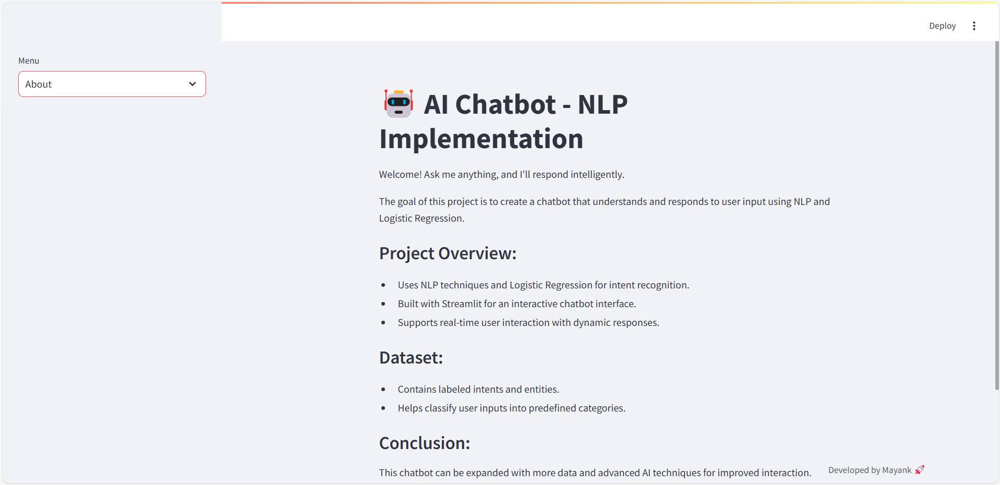 Deploy
Menu
About
AI Chatbot - NLP
Implementation
Welcome! Ask me anything, and I'll respond intelligently.
The goal of this project is to create a chatbot that understands and responds to user input using NLP and
Logistic Regression.
Project Overview:
• Uses NLP techniques and Logistic Regression for intent recognition.
• Built with Streamlit for an interactive chatbot interface.
• Supports real-time user interaction with dynamic responses.
Dataset:
• Contains labeled intents and entities.
• Helps classify user inputs into predefined categories.
Conclusion:
This chatbot can be expanded with more data and advanced AI techniques for improved interaction.
Developed by Mayank 🚀